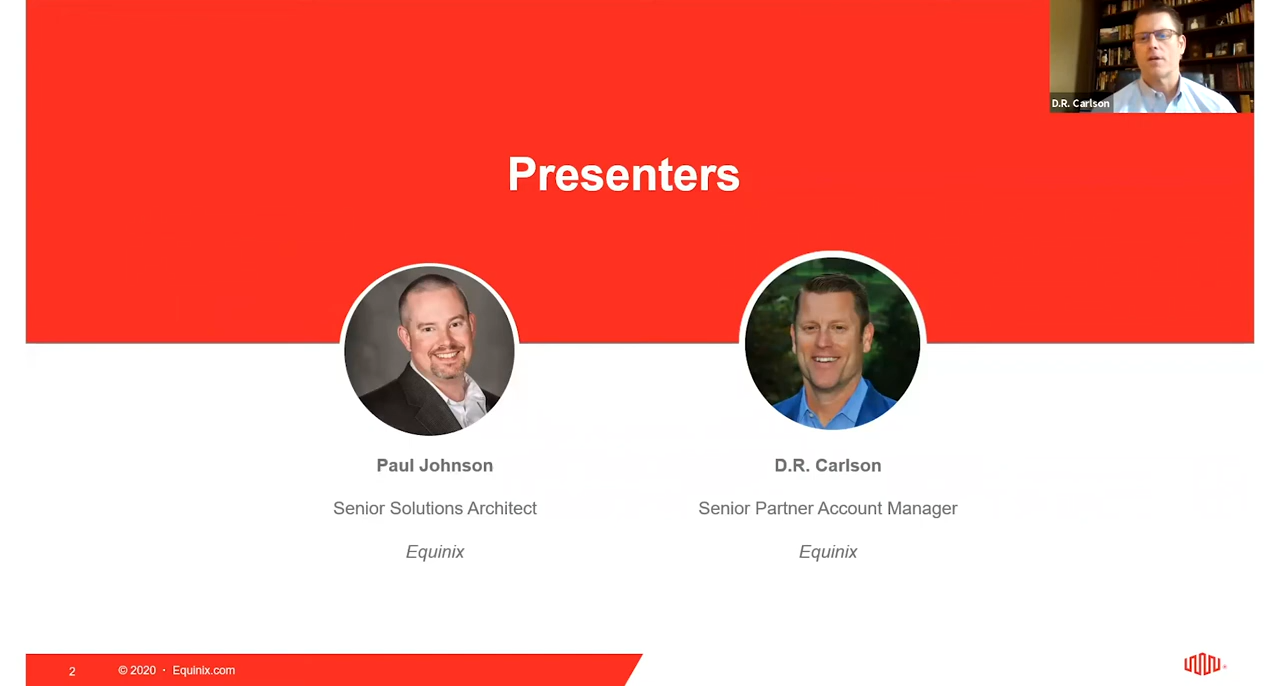 D.R. Carlson
Presenters
Paul Johnson
D.R. Carlson
Senior Solutions Architect
Senior Partner Account Manager
Equinix
Equinix
2
© 2020 · Equinix.com